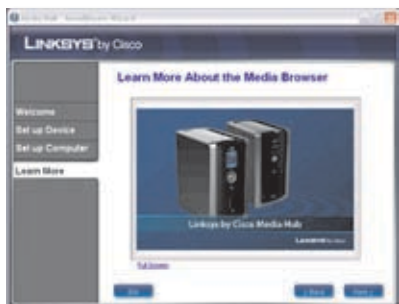 LINKSYS by Cisco
Learn More About the Media Browser
Welcome
Set up Device
Set up Computer
Learn More
Linksys by Cisco Media Hub
Full Screen
Exit
< Back
Next >